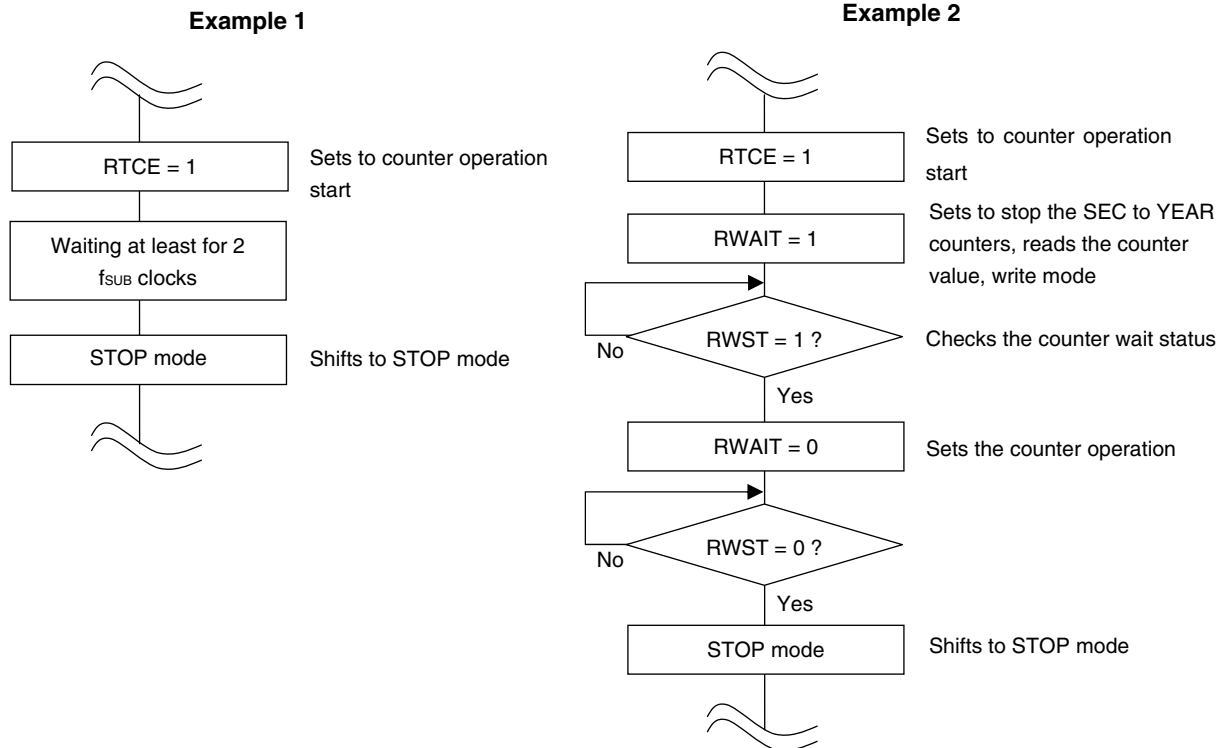 Example 1
RTCE = 1
Sets to counter operation
start
Waiting at least for 2
fSUB clocks
STOP mode
Shifts to STOP mode
Example 2
RTCE = 1
Sets to counter operation
start
RWAIT = 1
Sets to stop the SEC to YEAR
counters, reads the counter
value, write mode
RWST = 1 ?
Checks the counter wait status
No
Yes
RWAIT = 0
Sets the counter operation
RWST = 0 ?
No
Yes
STOP mode
Shifts to STOP mode